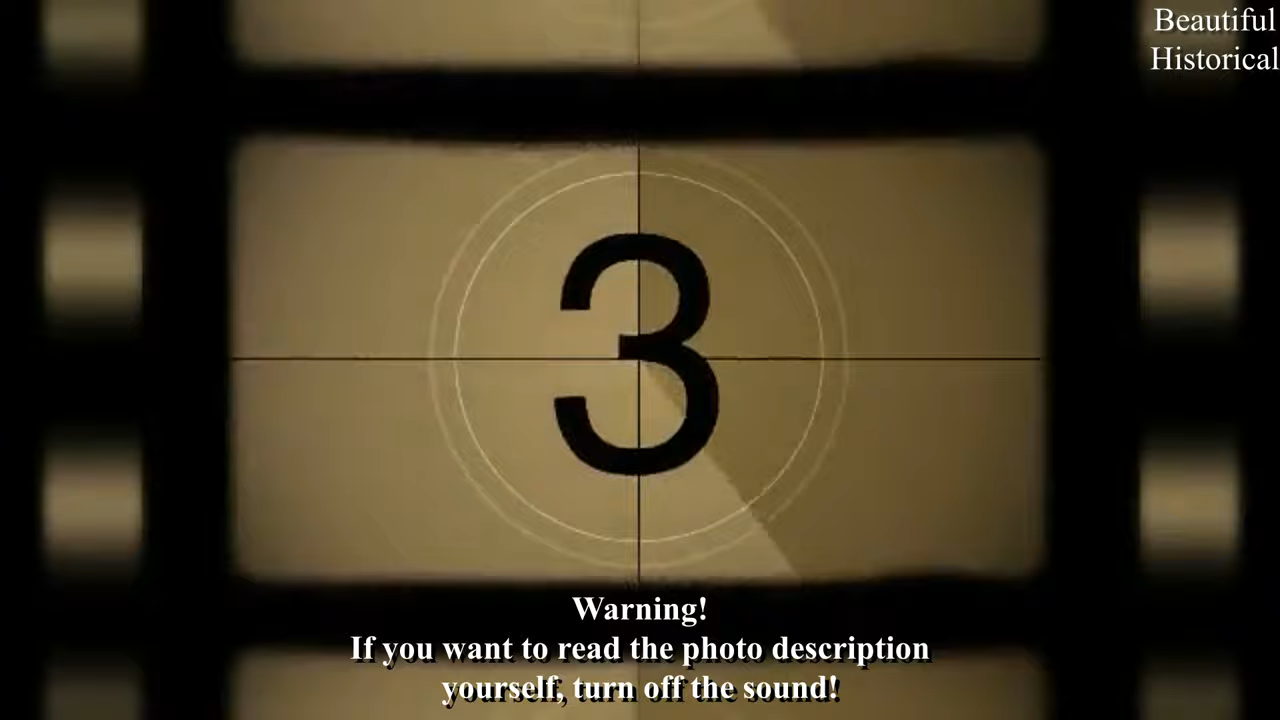 Beautiful
Historical
3
Warning!
If you want to read the photo description
yourself, turn off the sound!